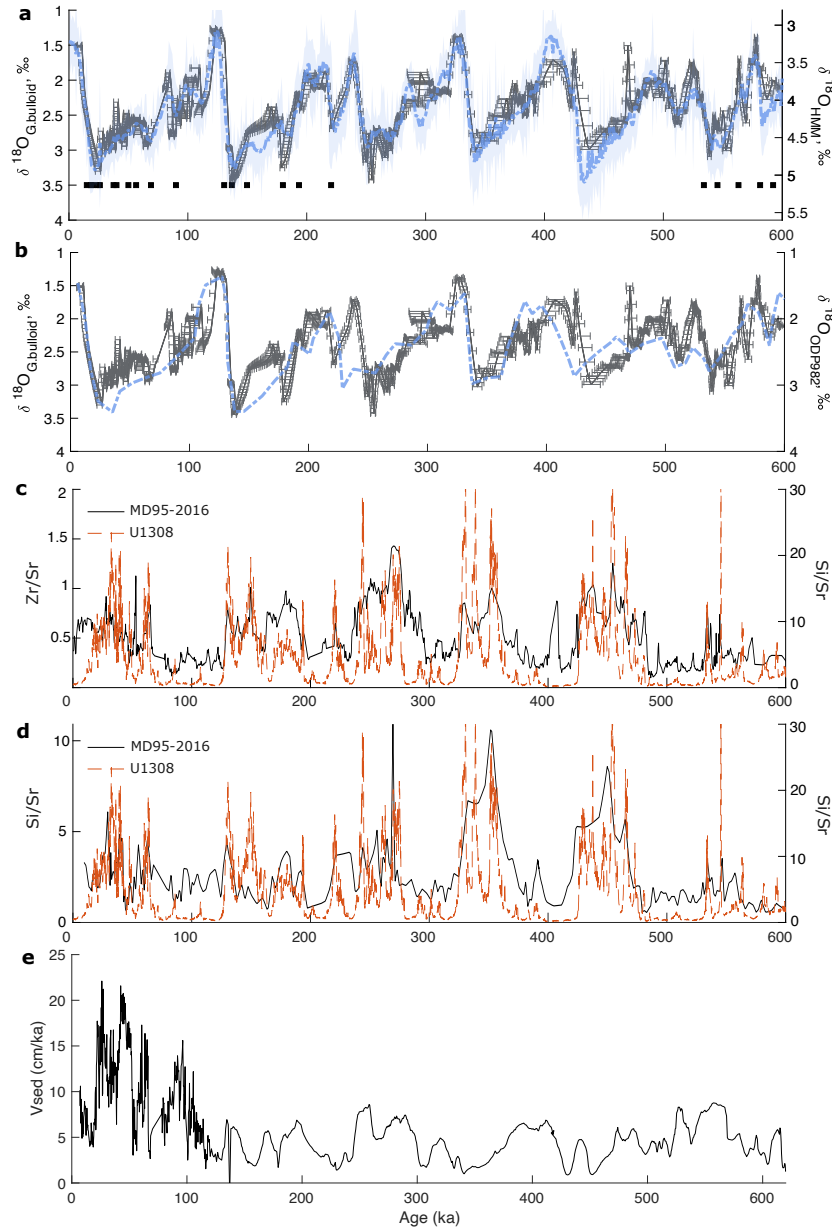 a
1
1.5
2
2.5
3
3.5
4
δ 18O G.bulloid, ‰
3
3.5
4
4.5
5
5.5
δ 18O HHM, ‰
0 100 200 300 400 500 600
b
1
1.5
2
2.5
3
3.5
4
δ 18O G.bulloid, ‰
1
2
3
4
δ 18O ODP982, ‰
0 100 200 300 400 500 600
c
MD95-2016
U1308
2
1.5
1
0.5
Zr/Sr
30
20
10
0
Si/Sr
0 100 200 300 400 500 600
d
MD95-2016
U1308
10
5
0
Si/Sr
30
20
10
0
Si/Sr
0 100 200 300 400 500 600
e
25
20
15
10
5
0
Vsed (cm/ka)
0 100 200 300 400 500 600
Age (ka)